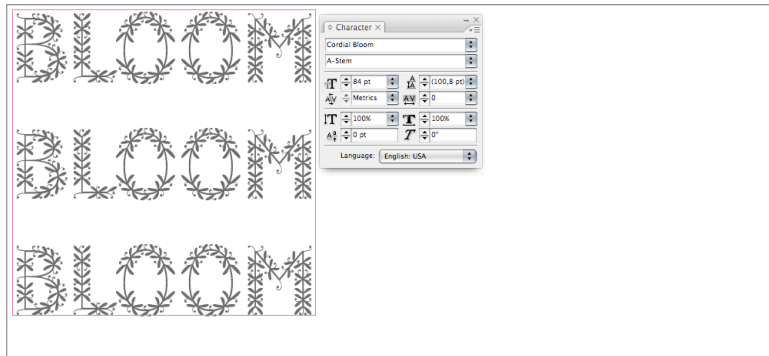 BLOOM
BLOOM
BLOOM
Character
Cordial Bloom
A-Stem
84 pt
(100,8 pt)
Metrics
0
100%
100%
0 pt
0°
Language: English: USA